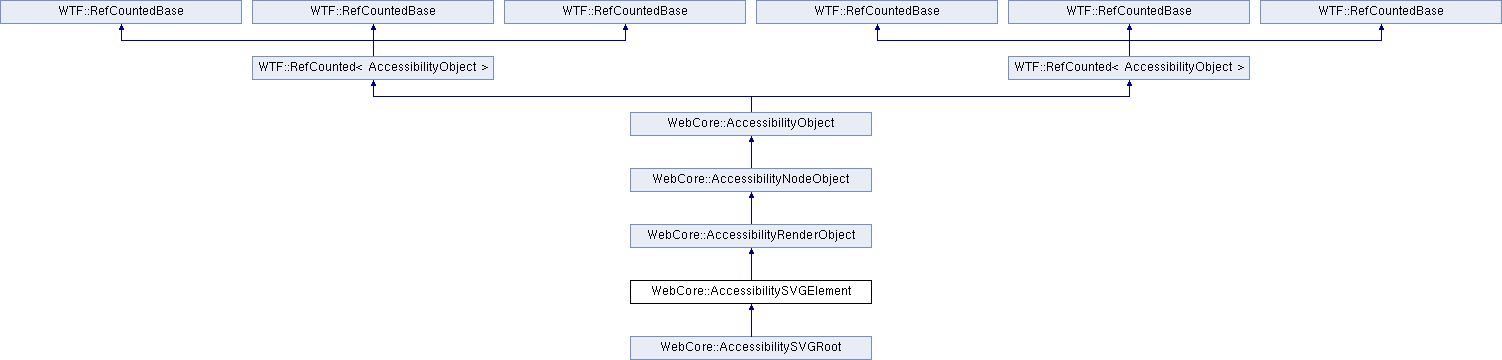 WTF::RefCountedBase
WTF::RefCountedBase
WTF::RefCountedBase
WTF::RefCountedBase
WTF::RefCountedBase
WTF::RefCountedBase
WTF::RefCounted< AccessibilityObject >
WTF::RefCounted< AccessibilityObject >
WebCore::AccessibilityObject
WebCore::AccessibilityNodeObject
WebCore::AccessibilityRenderObject
WebCore::AccessibilitySVGElement
WebCore::AccessibilitySVGRoot